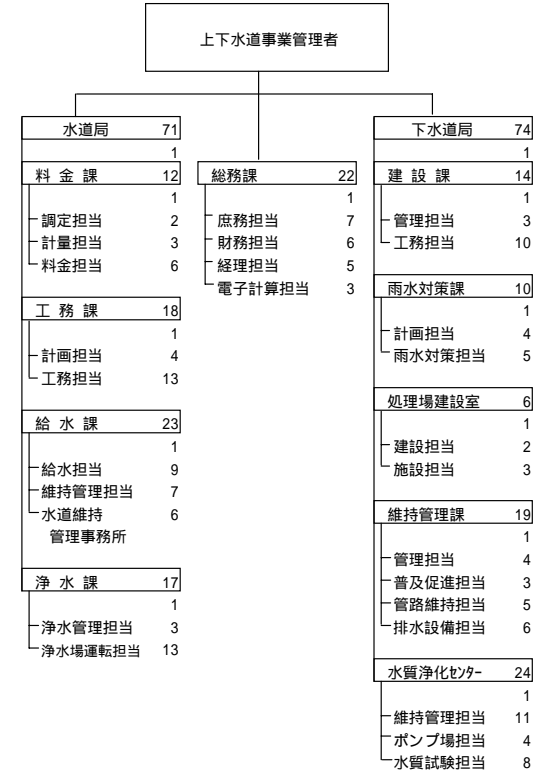 上下水道事業管理者
水道局 71
1
料 金 課 12
1
調定担当 2
計量担当 3
料金担当 6
工 務 課 18
1
計画担当 4
工務担当 13
給 水 課 23
1
給水担当 9
維持管理担当 7
水道維持 6
管理事務所
浄 水 課 17
1
浄水管理担当 3
浄水場運転担当 13
総務課 22
1
庶務担当 7
財務担当 6
経理担当 5
電子計算担当 3
下水道局 74
1
建 設 課 14
1
管理担当 3
工務担当 10
雨水対策課 10
1
計画担当 4
雨水対策担当 5
処理場建設室 6
1
建設担当 2
施設担当 3
維持管理課 19
1
管理担当 4
普及促進担当 3
管路維持担当 5
排水設備担当 6
水質浄化ｾﾝﾀｰ 24
1
維持管理担当 11
ポンプ場担当 4
水質試験担当 8